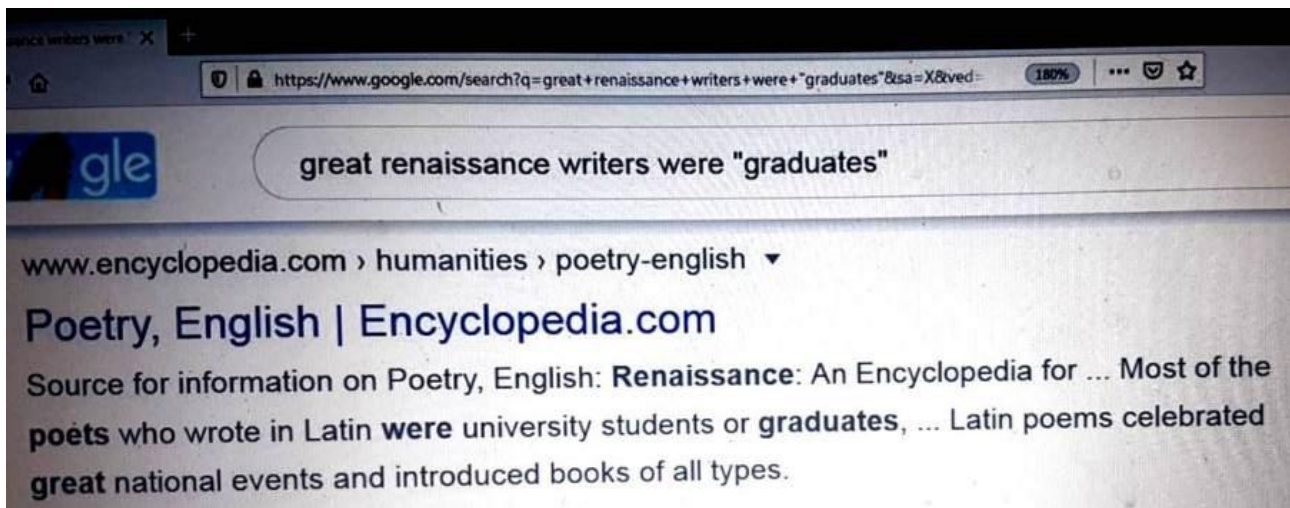 ance writers were" X
https://www.google.com/search?q=great+renaissance+writers+were+"graduates"&sa=X&ved=
180%
gle
great renaissance writers were "graduates"
www.encyclopedia.com › humanities › poetry-english
Poetry, English | Encyclopedia.com
Source for information on Poetry, English: Renaissance: An Encyclopedia for ... Most of the
poets who wrote in Latin were university students or graduates, ... Latin poems celebrated
great national events and introduced books of all types.